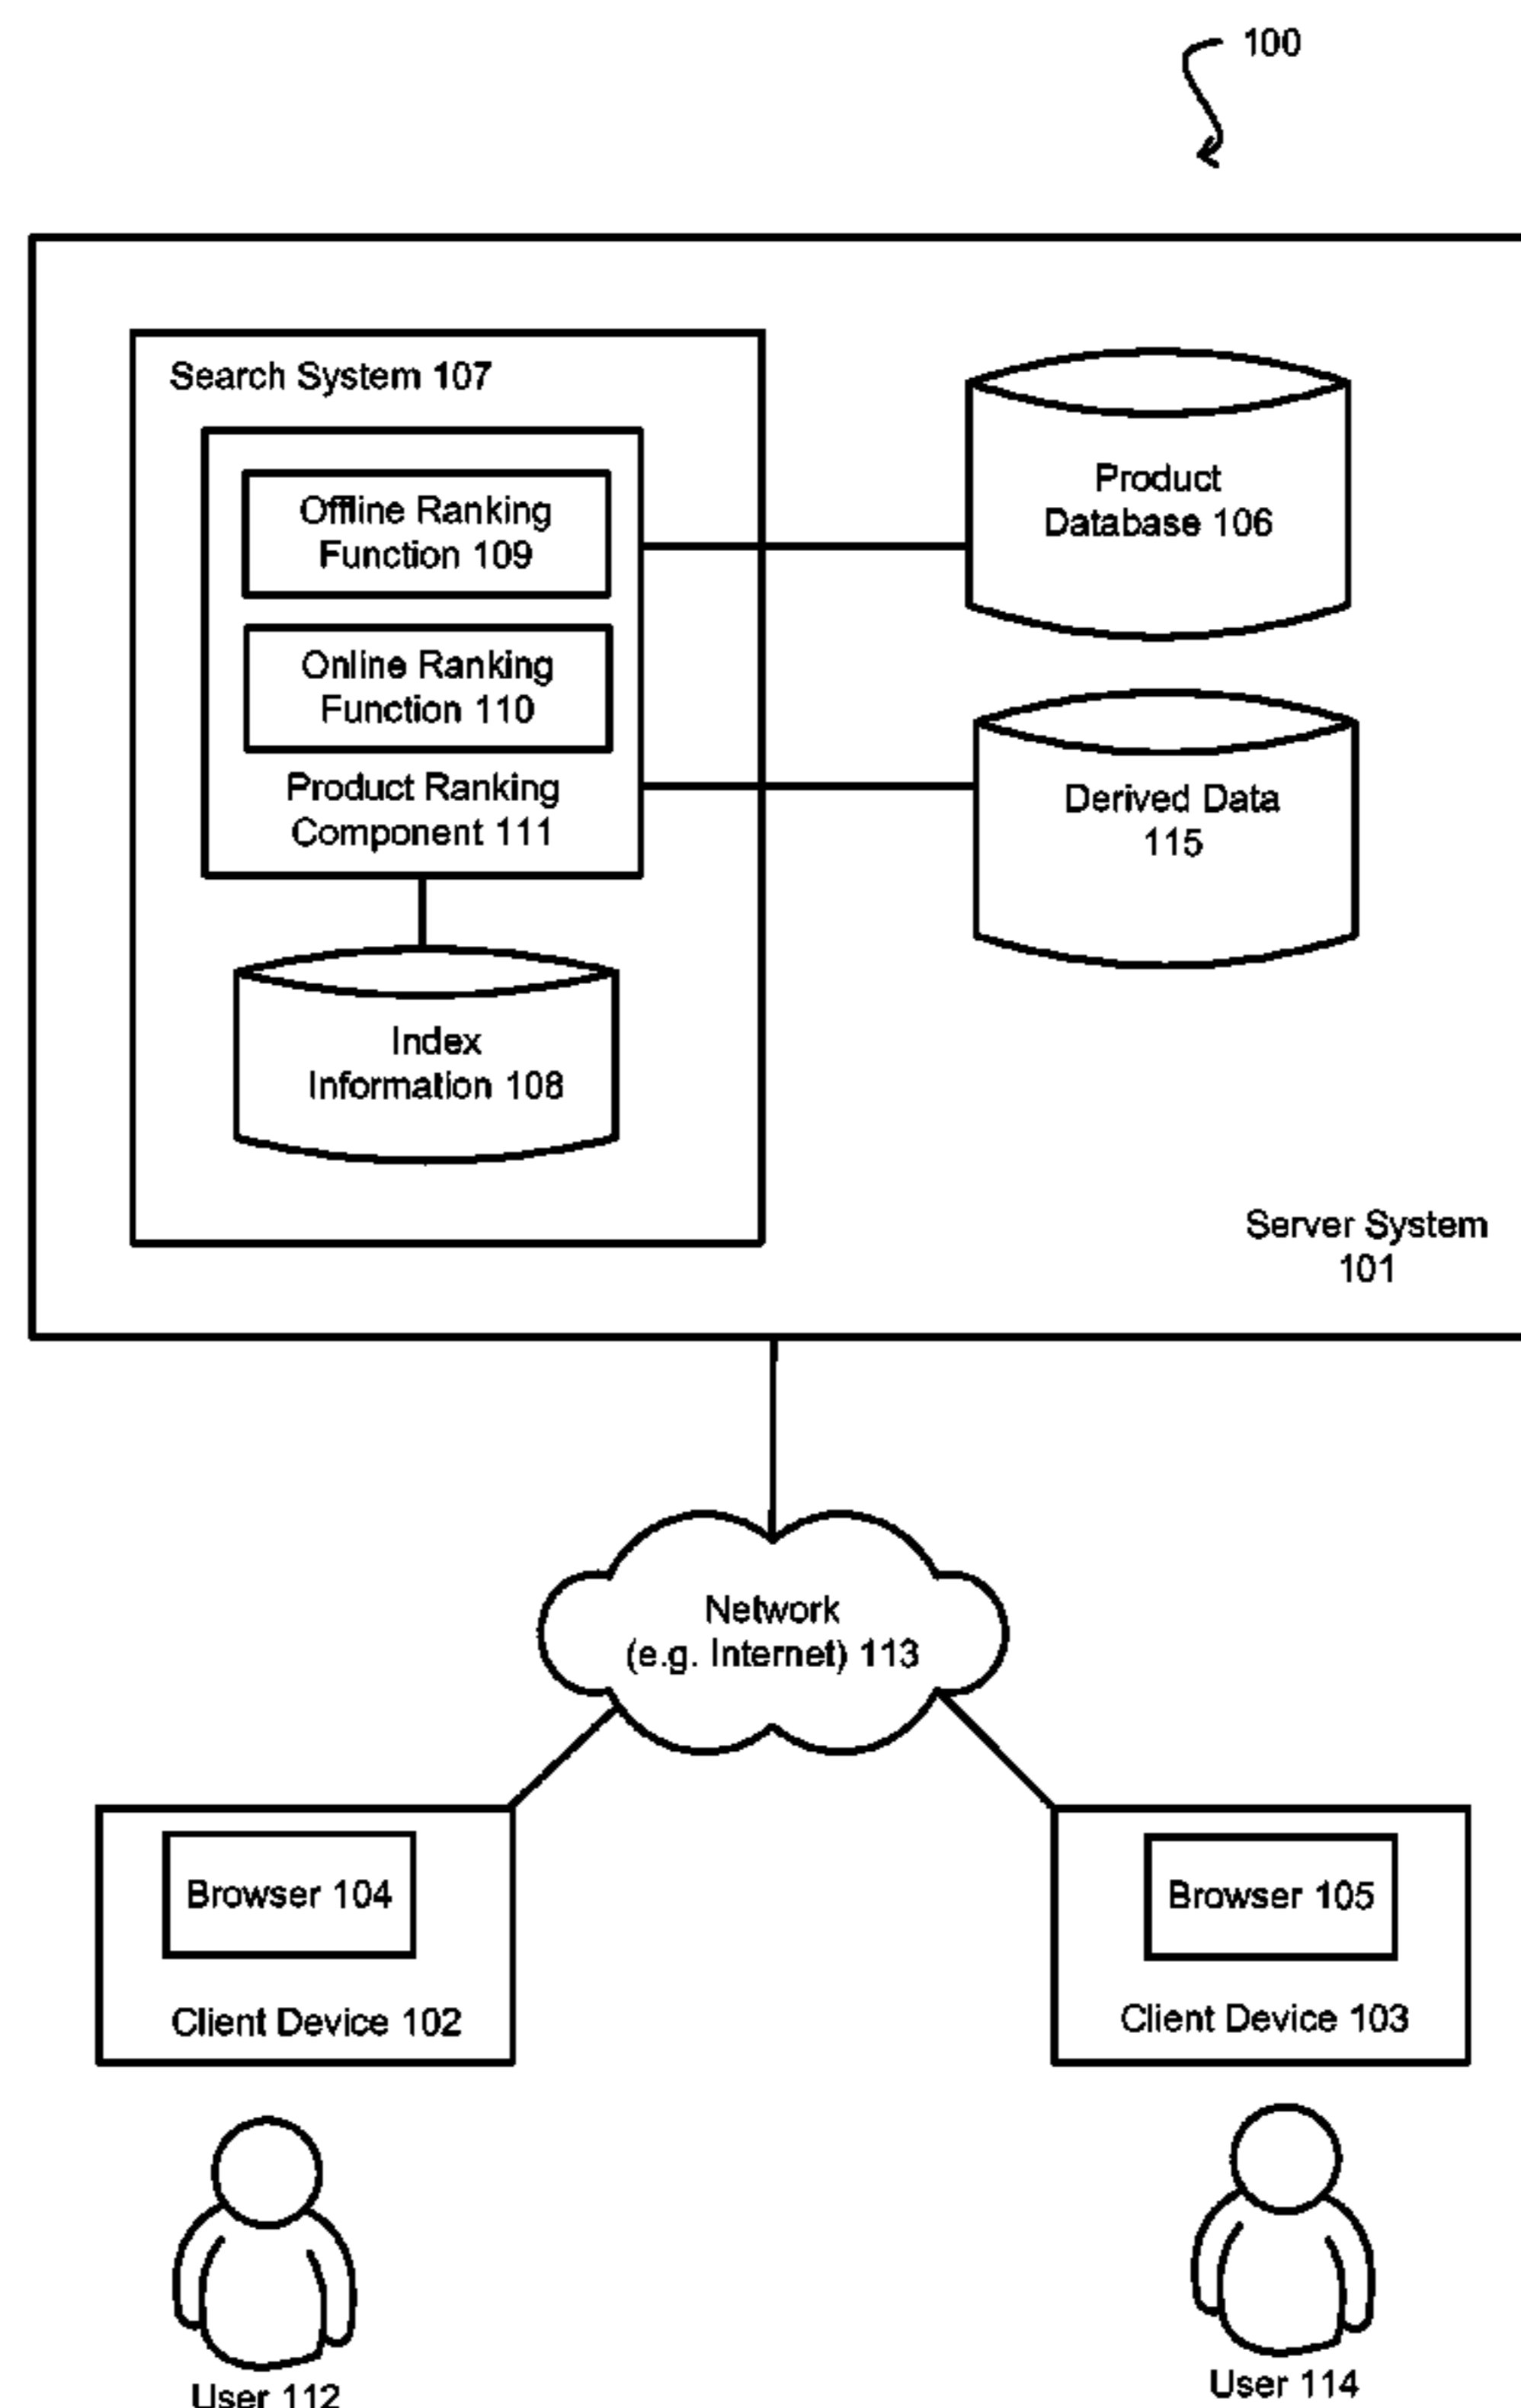 100
Search System 107
Offline Ranking
Function 109
Online Ranking
Function 110
Product Ranking
Component 111
Index
Information 108
Product
Database 106
Derived Data
115
Server System
101
Network
(e.g. Internet) 113
Browser 104
Client Device 102
Browser 105
Client Device 103
User 112
User 114